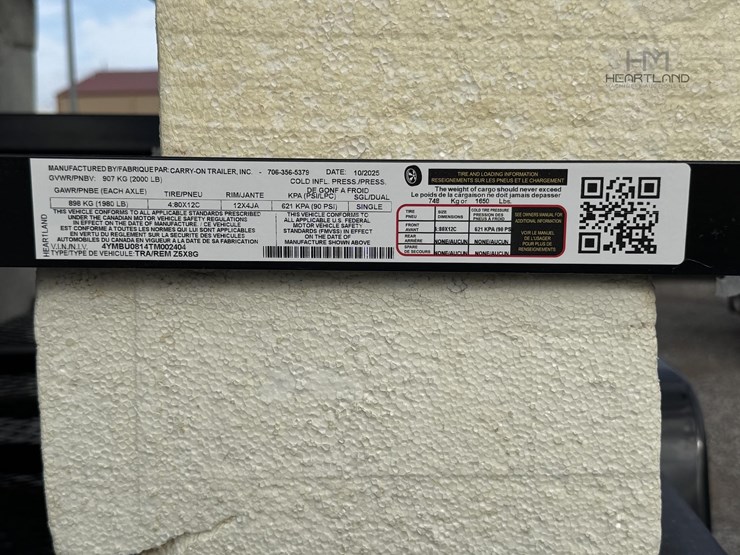 HM
HEARTLAND
MANUFACTURED BY/FABRIQUE PAR: CARRY-ON TRAILER, INC. - 706-356-5379 DATE: 10/2025
GVWR/PNBV: 907 KG (2000 LB) COLD INFL. PRESS./PRESS.
DE GONF A FROID
GAWR/PNBE (EACH AXLE) TIRE/PNEU RIM/JANTE KPA (PSI/LPC) SGL/DUAL
898 KG (1980 LB) 4:80X12C 12X4JA 621 KPA (90 PSI) SINGLE
THIS VEHICLE CONFORMS TO ALL APPLICABLE STANDARDS PRESCRIBED
UNDER THE CANADIAN MOTOR VEHICLE SAFETY REGULATIONS
IN EFFECT ON THE DATE OF MANUFACTURE / CE VEHICULE
EST CONFORME A TOUTES LES NORMES QUI LUI SONT APPLICABLES
EN VERTU DU REGLEMENT SUR LA SECURITE DES VEHICULES
AUTOMOBILES DU CANADA EN VIGUEUR A LA DATE DE SA FABRICATION
V.I.N./N.I.V. 4YMBU0814TM002404
TYPE/TYPE DE VEHICULE: TRA/REM Z5X8G
THIS VEHICLE CONFORMS TO
ALL APPLICABLE U.S. FEDERAL
MOTOR VEHICLE SAFETY
STANDARDS (FMVSS) IN EFFECT
ON THE DATE OF
MANUFACTURE SHOWN ABOVE
HEARTLAND
TIRE AND LOADING INFORMATION
RESEIGNEMENTS SUR LES PNEUS ET LE CHARGEMENT
The weight of cargo should never exceed
Le poids de la cargaison ne doit jamais depasser
748 Kg or 1650 Lbs.
TIRE
PNEU
SIZE
DIMENSIONS
COLD TIRE PRESSURE
PRESSION DES
PNEUS A FROID
FRONT
AVANT
4:80X12C
621 KPA (90 PS
REAR
ARRIERE
NONE/AUCUN
NONE/AUCUN
SPARE
DE SECOURS
NONE/AUCUN
NONE/AUCUN
SEE OWNERS MANUAL FOR
ADDITIONAL INFORMATION
VOIR LE MANUEL
DE L'USAGER
POUR PLUS DE
RENSEIGNEMENTS